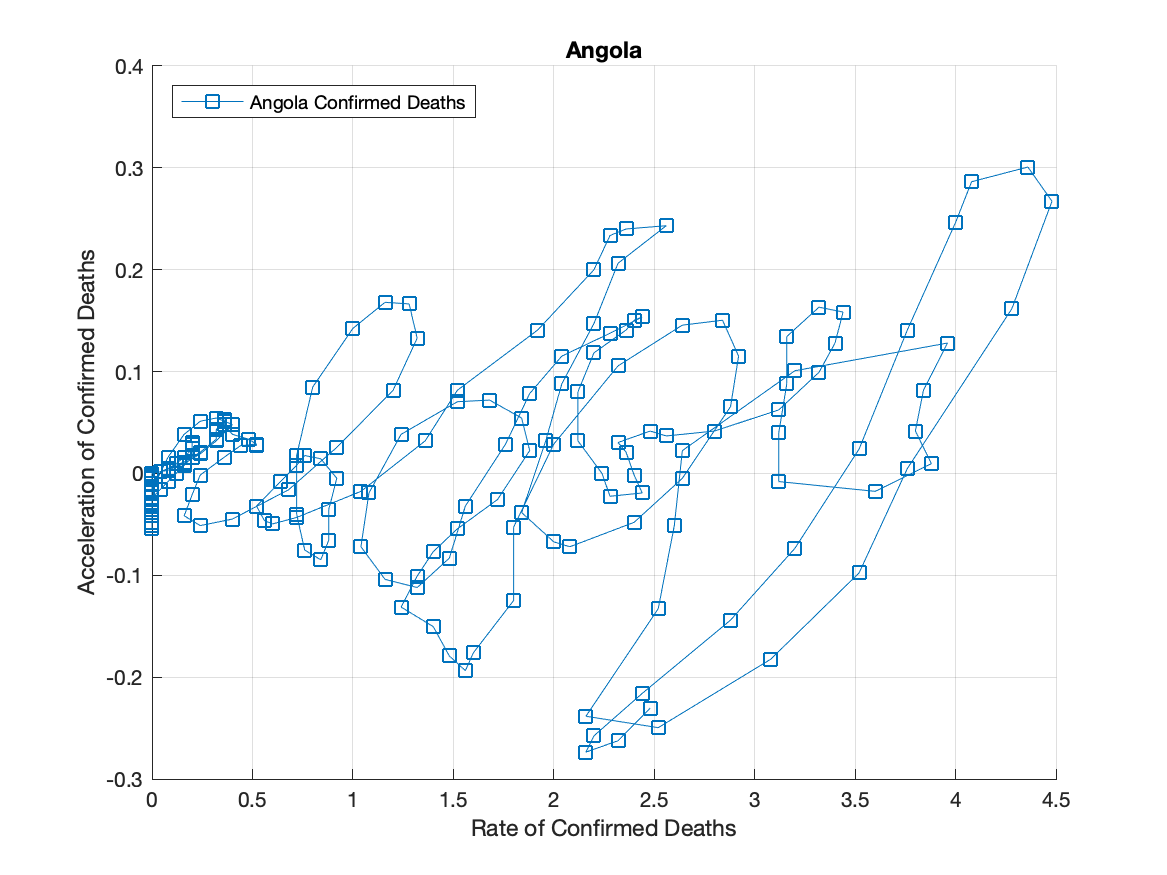 Angola
Angola Confirmed Deaths
0.4
0.3
0.2
0.1
0
-0.1
-0.2
-0.3
Acceleration of Confirmed Deaths
0 0.5 1 1.5 2 2.5 3 3.5 4 4.5
Rate of Confirmed Deaths